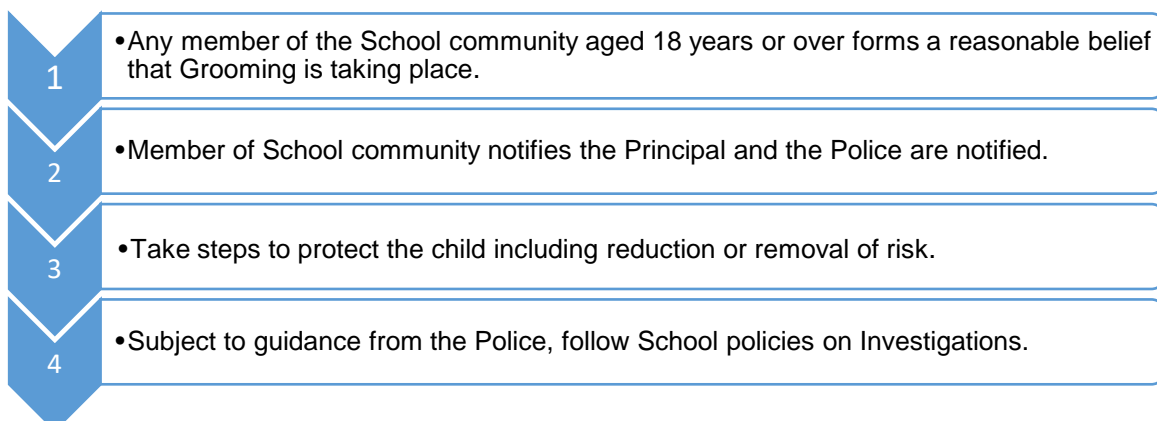 1
•Any member of the School community aged 18 years or over forms a reasonable belief
that Grooming is taking place.
2
•Member of School community notifies the Principal and the Police are notified.
3
•Take steps to protect the child including reduction or removal of risk.
4
•Subject to guidance from the Police, follow School policies on Investigations.